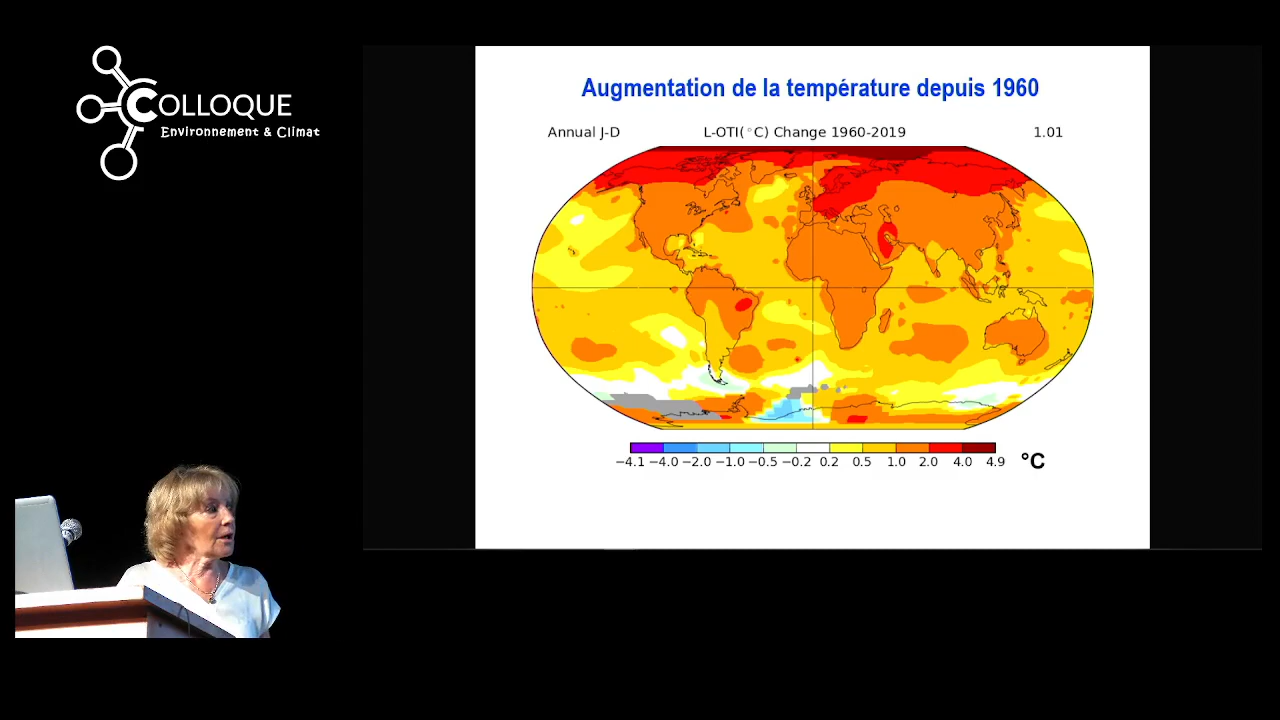 COLLOQUE
Environnement & Climat
Augmentation de la température depuis 1960
Annual J-D L-OTI(°C) Change 1960-2019 1.01
−4.1 −4.0 −2.0 −1.0 −0.5 −0.2 0.2 0.5 1.0 2.0 4.0 4.9 °C